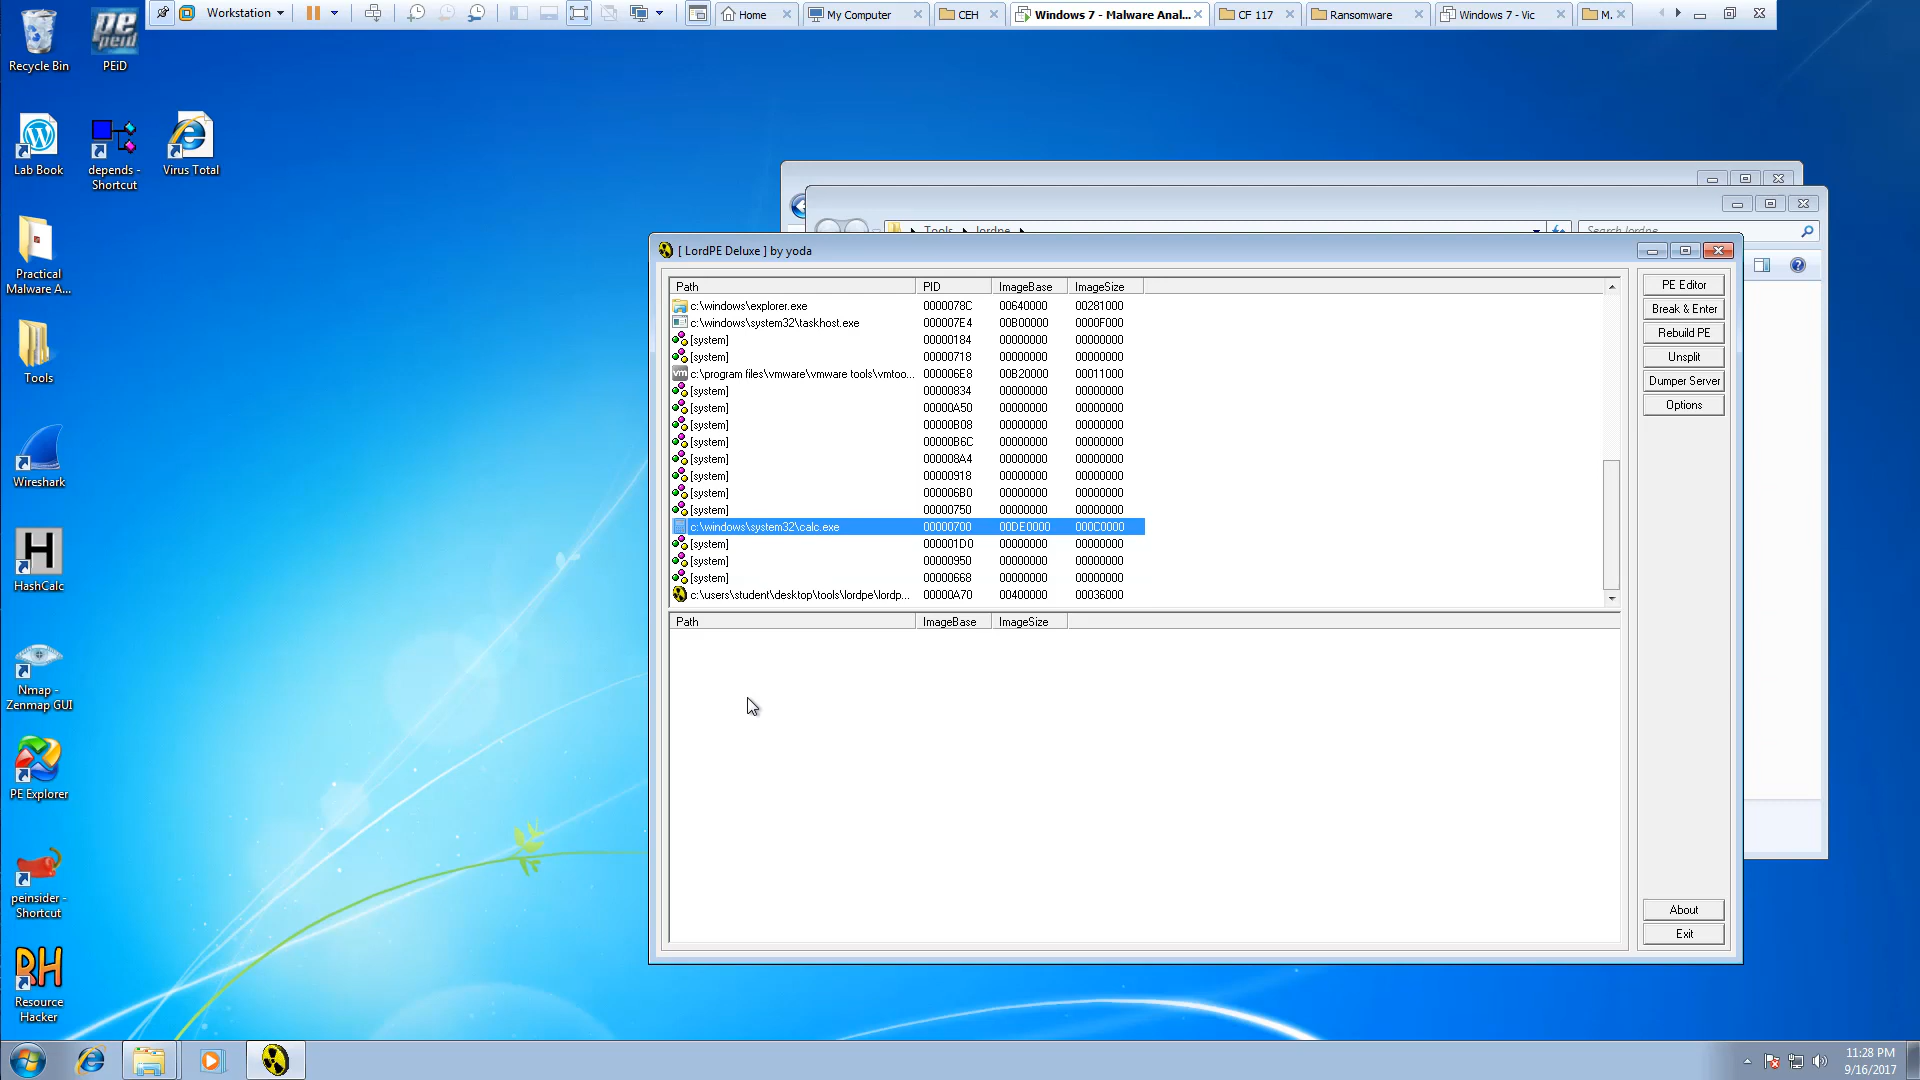 Workstation
Home
My Computer
CEH
Windows 7 - Malware Anal...
CF 117
Ransomware
Windows 7 - Vic
M.
Recycle Bin
PEiD
Lab Book
depends -
Shortcut
Virus Total
Practical
Malware A...
Tools
Wireshark
HashCalc
Nmap -
Zenmap GUI
PE Explorer
peinsider -
Shortcut
Resource
Hacker
Tools
lordpe
Search lordpe
[ LordPE Deluxe ] by yoda
Path PID ImageBase ImageSize
c:\windows\explorer.exe 0000078C 00640000 00281000
c:\windows\system32\taskhost.exe 000007E4 00B00000 0000F000
[system] 00000184 00000000 00000000
[system] 00000718 00000000 00000000
c:\program files\vmware\vmware tools\vmtoo... 000006E8 00B20000 00011000
[system] 00000834 00000000 00000000
[system] 00000A50 00000000 00000000
[system] 00000B08 00000000 00000000
[system] 00000B6C 00000000 00000000
[system] 000008A4 00000000 00000000
[system] 00000918 00000000 00000000
[system] 000006B0 00000000 00000000
[system] 00000750 00000000 00000000
c:\windows\system32\calc.exe 00000700 00DE0000 000C0000
[system] 000001D0 00000000 00000000
[system] 00000950 00000000 00000000
[system] 00000668 00000000 00000000
c:\users\student\desktop\tools\lordpe\lordp... 00000A70 00400000 00036000
Path ImageBase ImageSize
PE Editor
Break & Enter
Rebuild PE
Unsplit
Dumper Server
Options
About
Exit
11:28 PM
9/16/2017